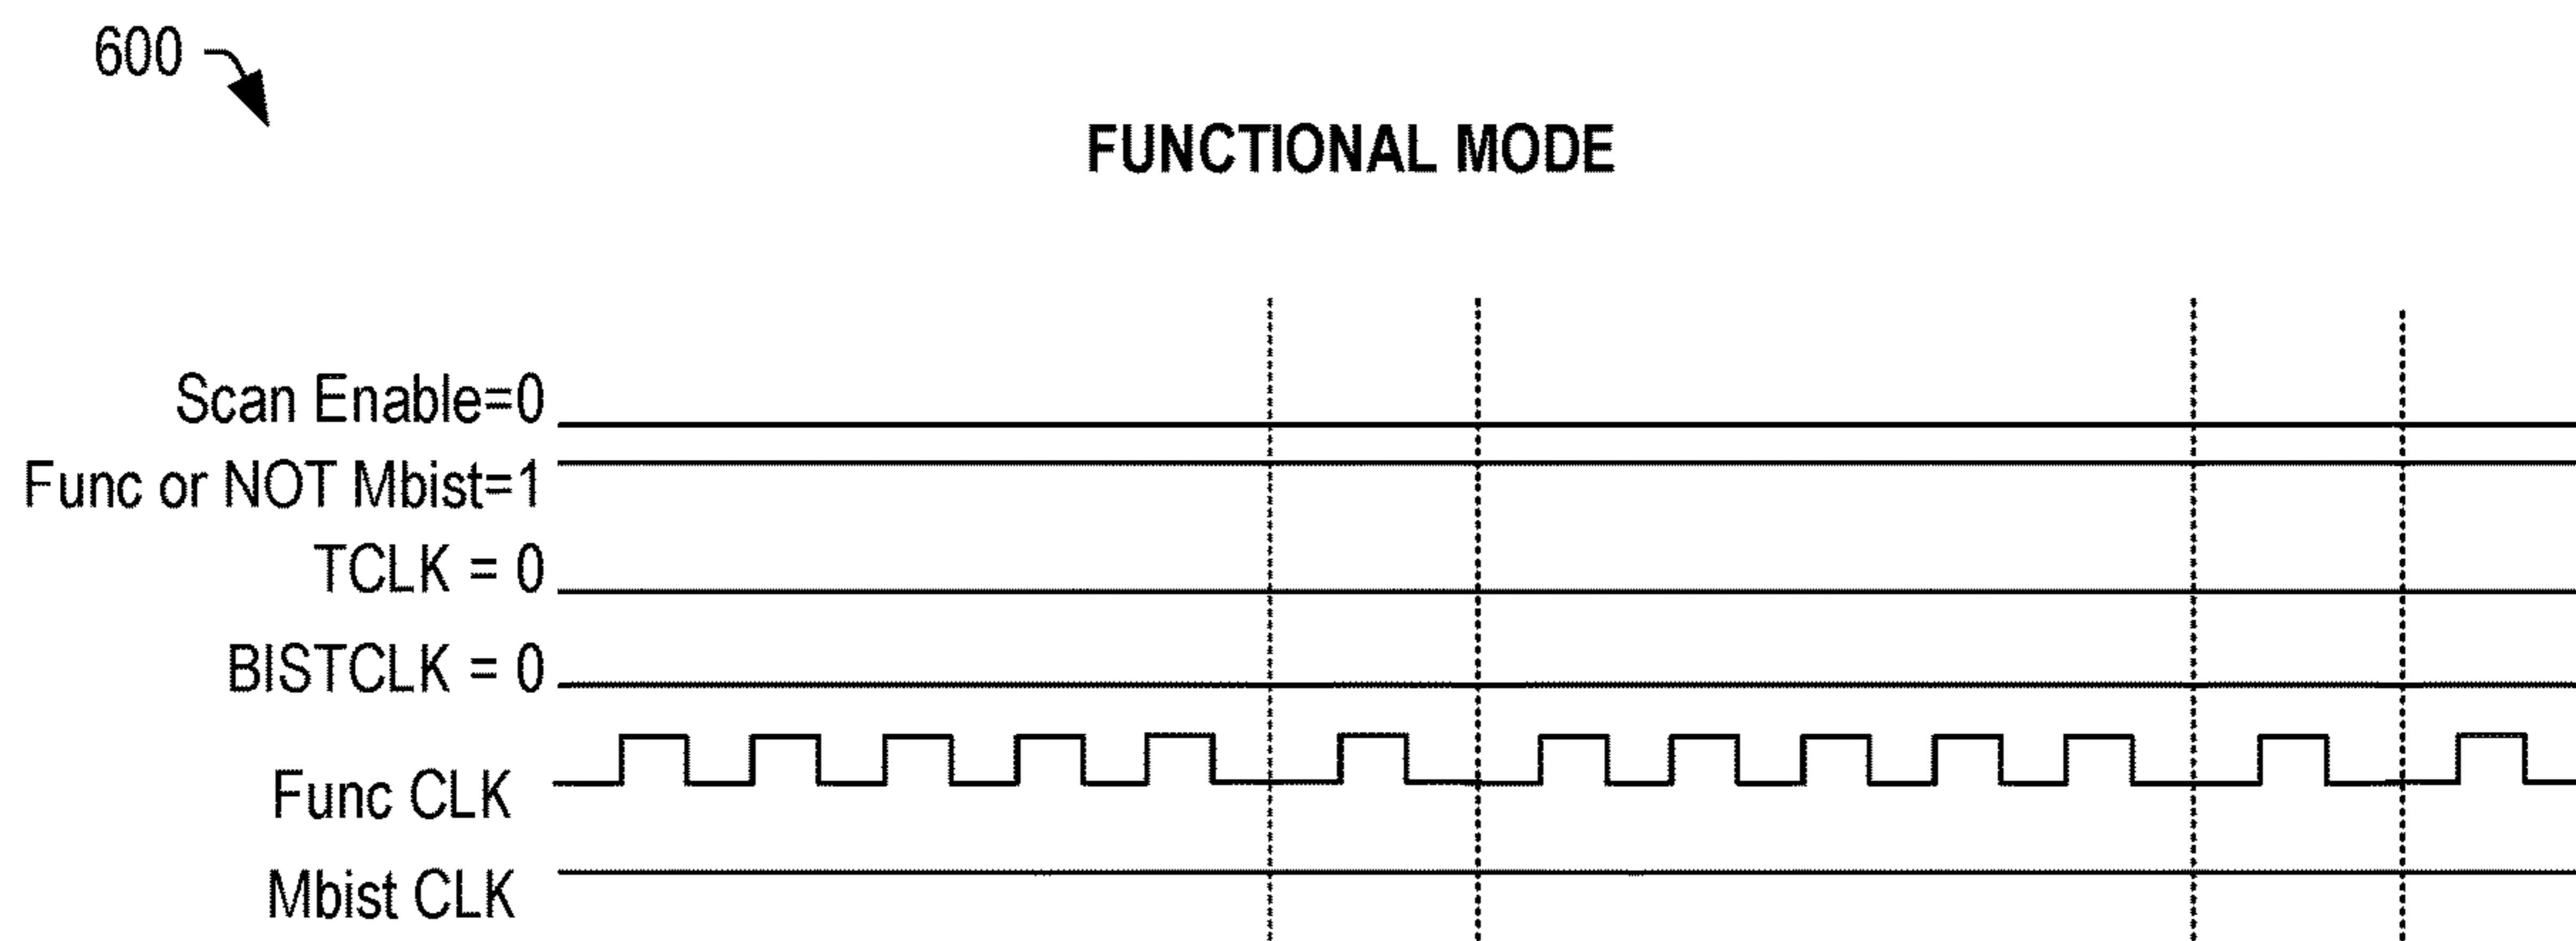 600
FUNCTIONAL MODE
Scan Enable=0
Func or NOT Mbist=1
TCLK = 0
BISTCLK = 0
Func CLK
Mbist CLK